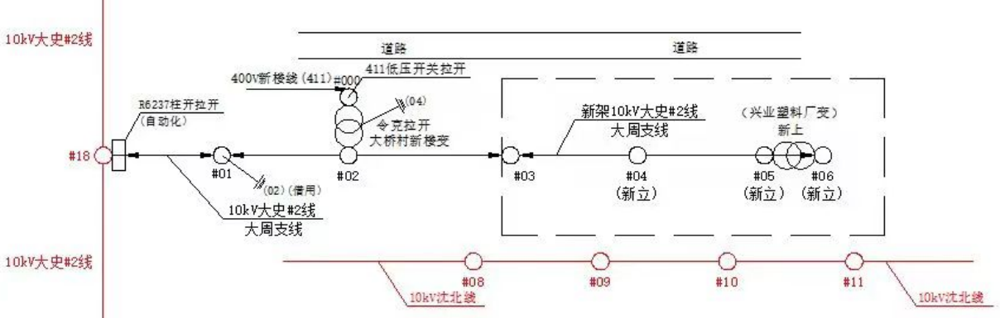 10kV大史#2线
道路
道路
411低压开关拉开
400V新楼线(411)
#000
R6237柱开拉开
(自动化)
(04)
令克拉开
大桥村新楼变
新架10kV大史#2线
大周支线
(兴业塑料厂变)
新上
#18
#01
#02
#03
#04
(新立)
#05
(新立)
#06
(新立)
(02)(借用)
10kV大史#2线
大周支线
10kV大史#2线
#08
#09
#10
#11
10kV沈北线
10kV沈北线